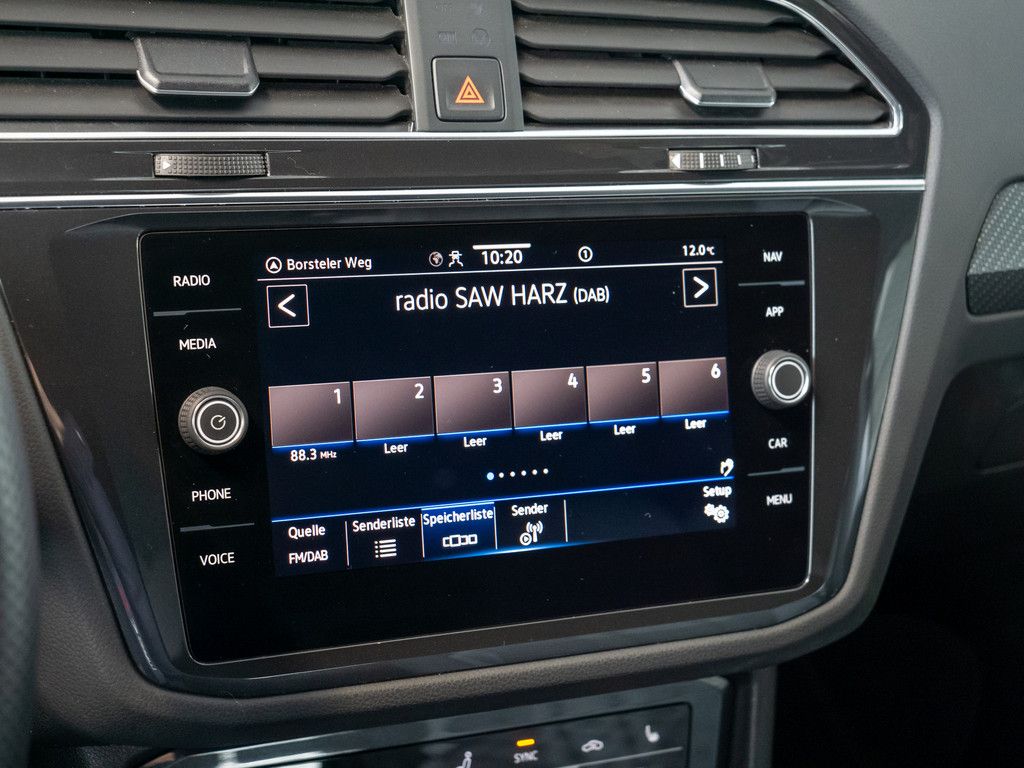 RADIO
MEDIA
PHONE
VOICE
Borsteler Weg
10:20
1
12.0°C
< radio SAW HARZ (DAB) >
1 2 3 4 5 6
88.3 MHz Leer Leer Leer Leer Leer
Setup
Quelle Senderliste Speicherliste Sender
FM/DAB
NAV
APP
CAR
MENU
SYNC